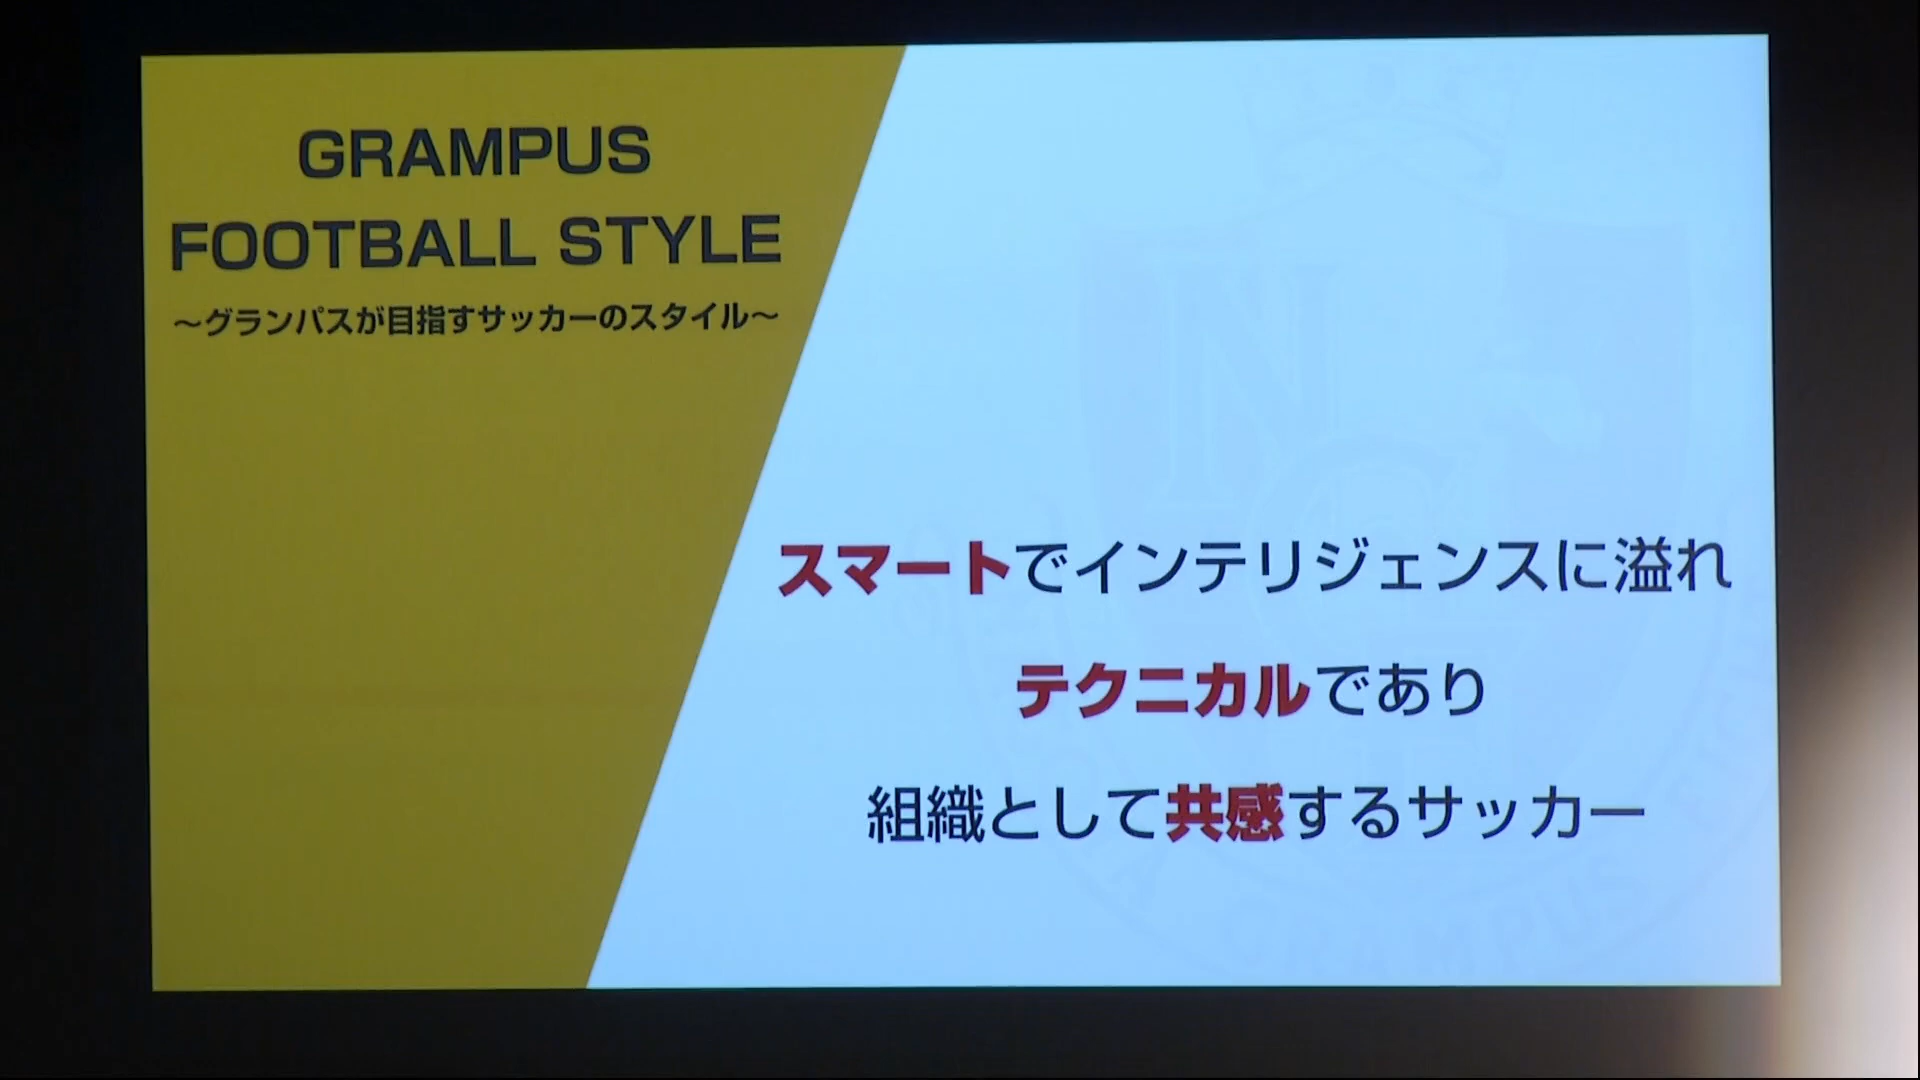 GRAMPUS
FOOTBALL STYLE
～グランパスが目指すサッカーのスタイル～
スマートでインテリジェンスに溢れ
テクニカルであり
組織として共感するサッカー
GRAMPUS